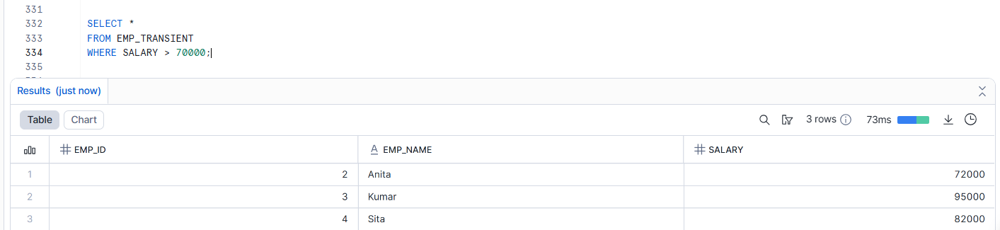 331
332 SELECT *
333 FROM EMP_TRANSIENT
334 WHERE SALARY > 70000;
335
Results (just now)
Table Chart 3 rows 73ms
EMP_ID EMP_NAME SALARY
1 2 Anita 72000
2 3 Kumar 95000
3 4 Sita 82000